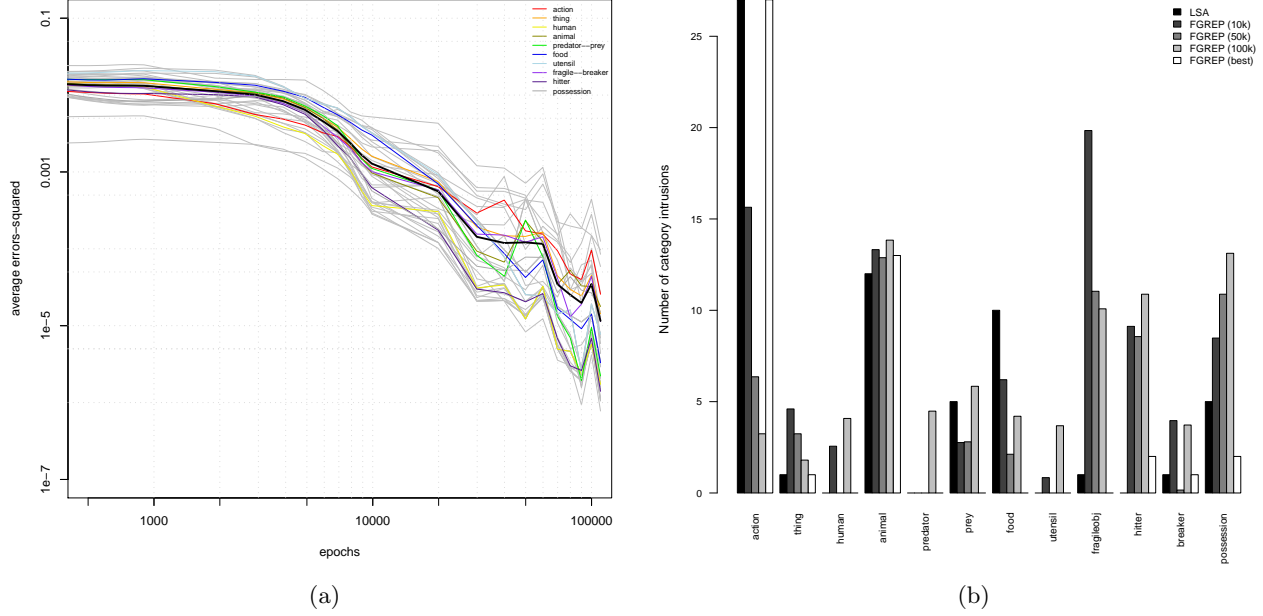 0.1
0.001
1e−5
1e−7
average errors−squared
1000
10000
100000
epochs
action
thing
human
animal
predator−−prey
food
utensil
fragile−−breaker
hitter
possession
(a)
25
20
15
10
5
0
Number of category intrusions
LSA
FGREP (10k)
FGREP (50k)
FGREP (100k)
FGREP (best)
action
thing
human
animal
predator
prey
food
utensil
fragileobj
hitter
breaker
possession
(b)